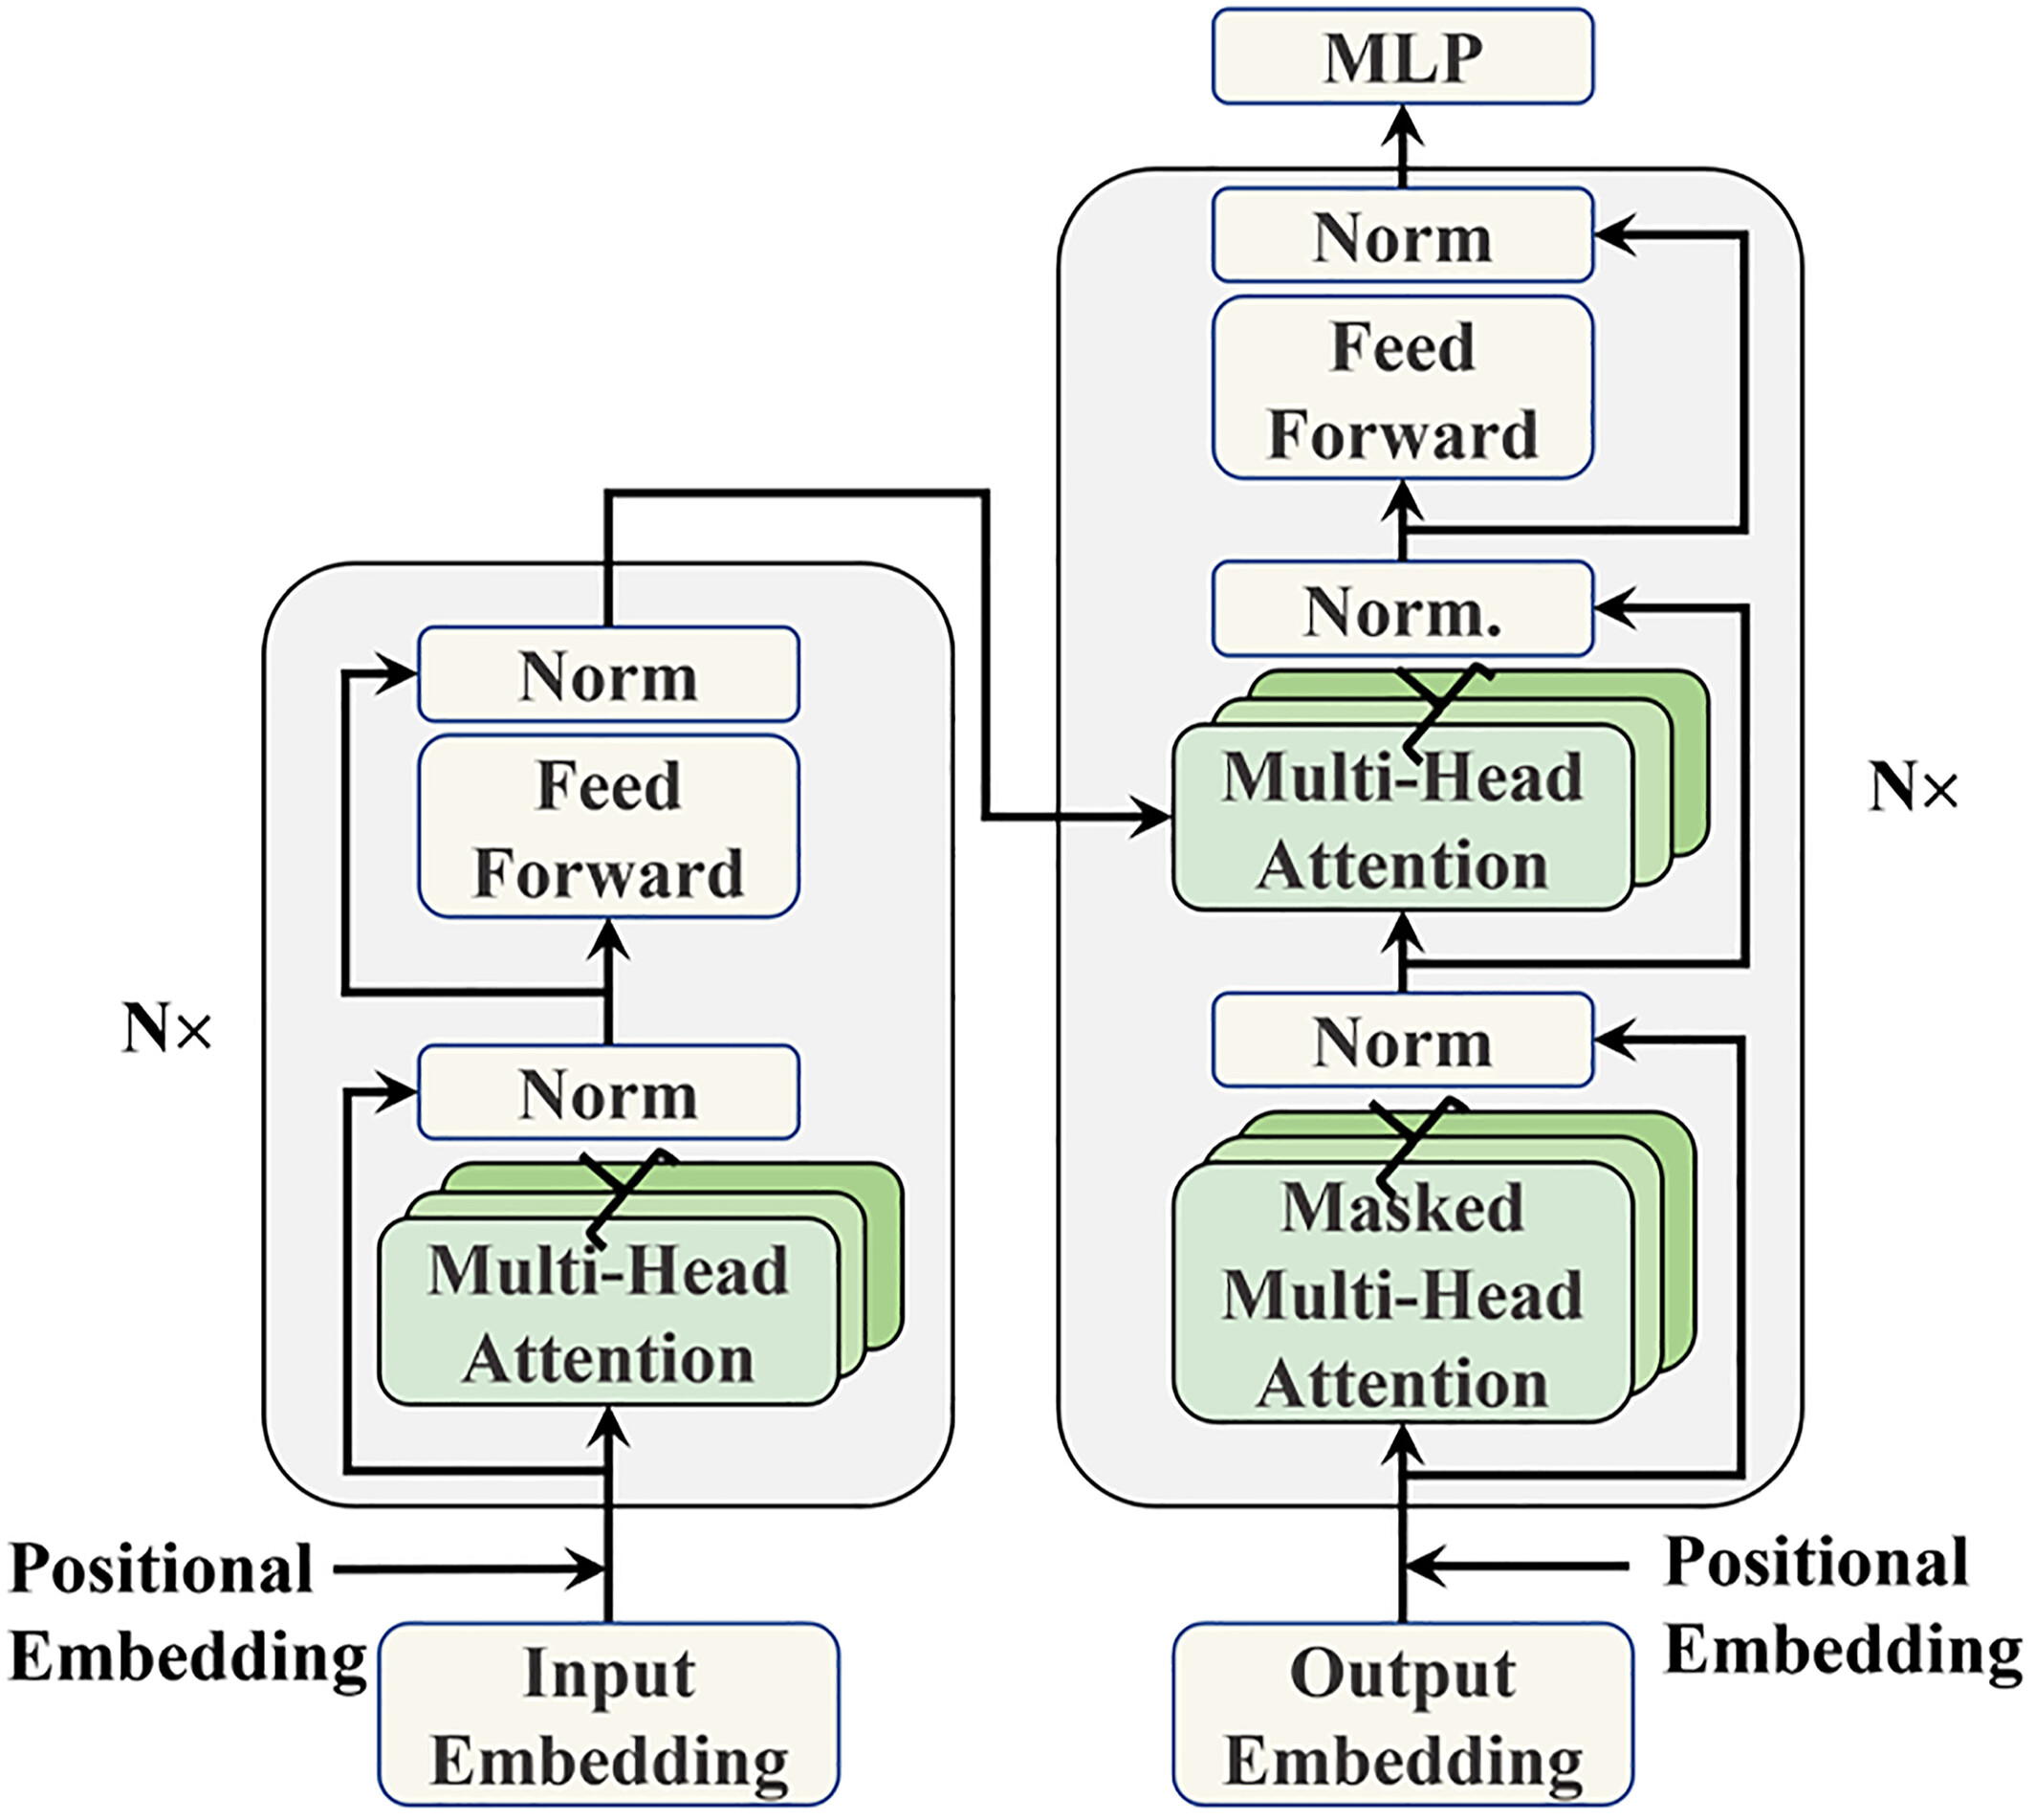 MLP
Norm
Feed
Forward
Norm.
Multi-Head
Attention
N×
Norm
Masked
Multi-Head
Attention
Positional
Embedding
Output
Embedding
Norm
Feed
Forward
N×
Norm
Multi-Head
Attention
Positional
Embedding
Input
Embedding